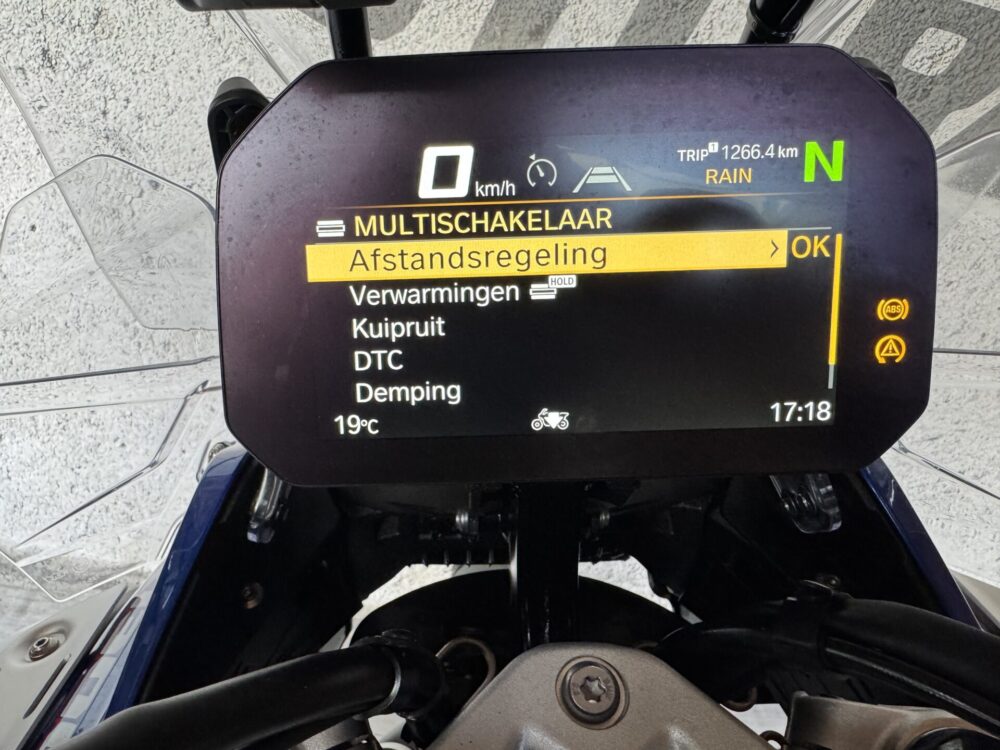 0 km/h
TRIP 1 1266.4 km
RAIN
N
MULTISCHAKELAAR
Afstandsregeling > OK
Verwarmingen HOLD
Kuipruit
DTC
Demping
19°C
17:18
ABS